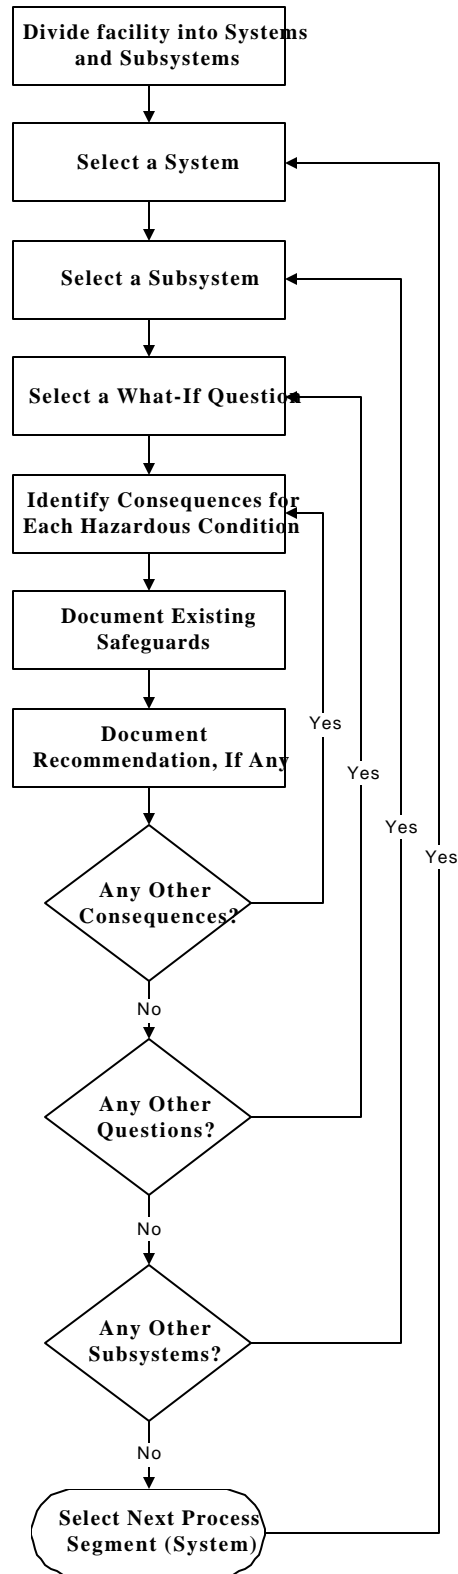 Divide facility into Systems
and Subsystems
Select a System
Select a Subsystem
Select a What-If Question
Identify Consequences for
Each Hazardous Condition
Document Existing
Safeguards
Document
Recommendation, If Any
Yes
Yes
Yes
Yes
Any Other
Consequences?
No
Any Other
Questions?
No
Any Other
Subsystems?
No
Select Next Process
Segment (System)